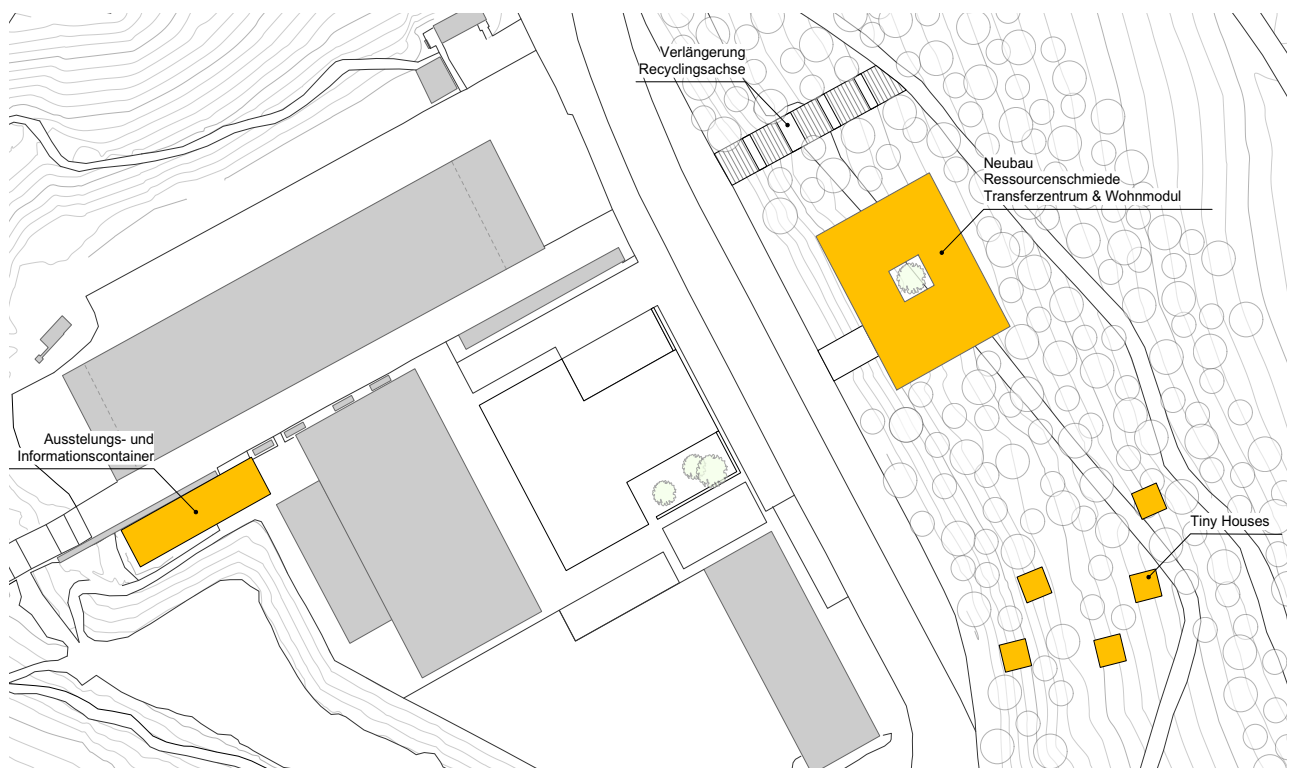 Verlängerung
Recyclingsachse
Neubau
Ressourcenschmiede
Transferzentrum & Wohnmodul
Ausstelungs- und
Informationscontainer
Tiny Houses